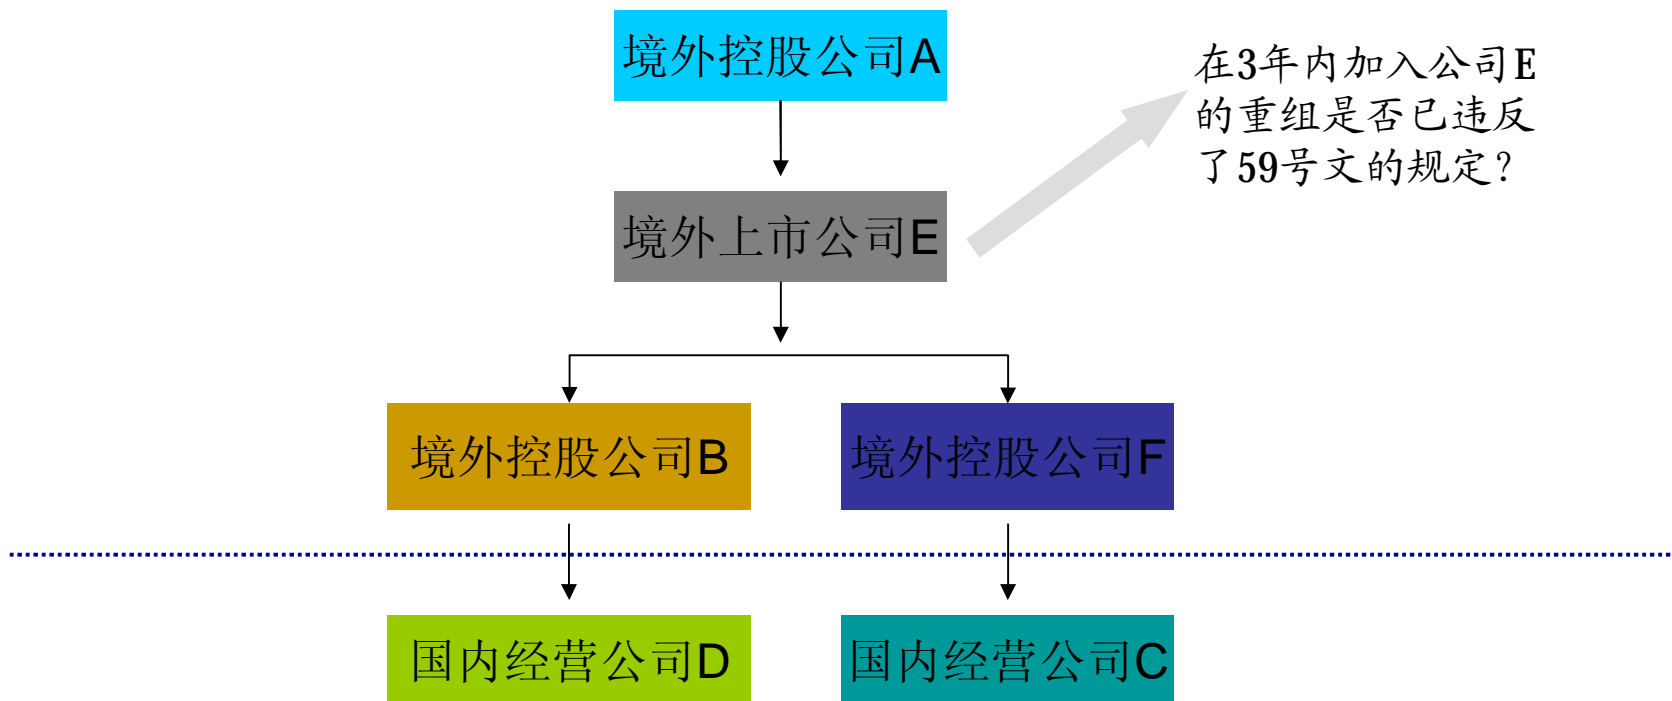 境外控股公司A
在3年内加入公司E
的重组是否已违反
了59号文的规定？
境外上市公司E
境外控股公司B
境外控股公司F
国内经营公司D
国内经营公司C